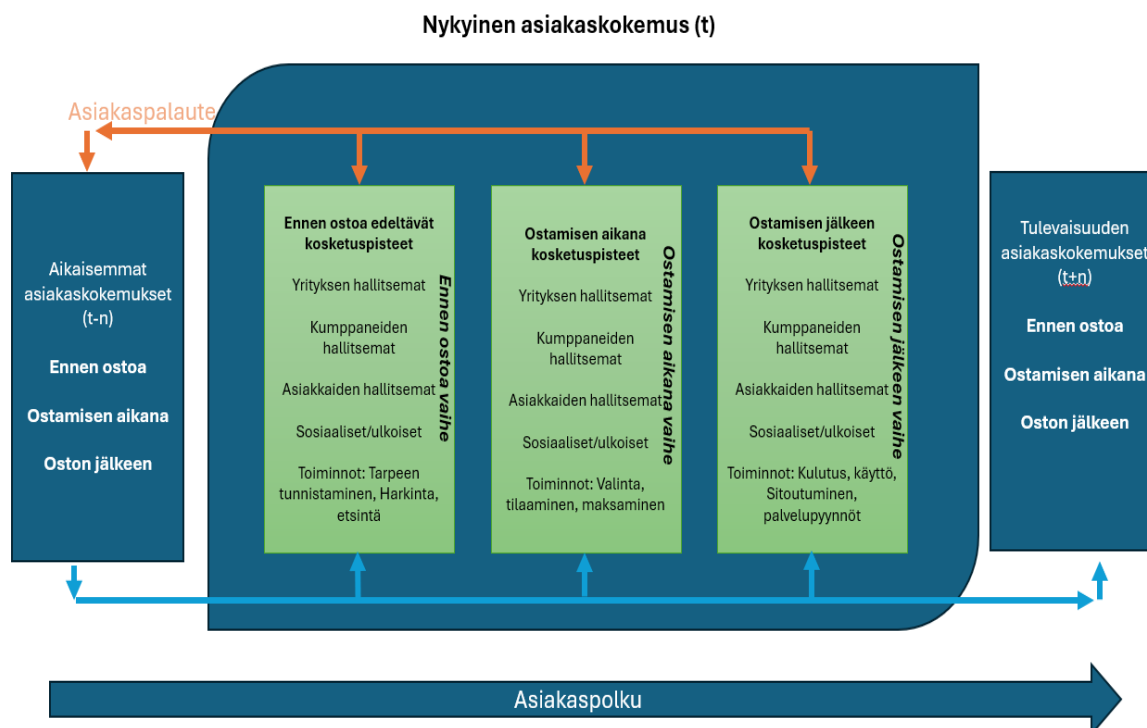 Nykyinen asiakaskokemus (t)
Asiakaspalaute
Aikaisemmat
asiakaskokemukset
(t-n)
Ennen ostoa
Ostamisen aikana
Oston jälkeen
Ennen ostoa edeltävät
kosketuspisteet
Yrityksen hallitsemat
Kumppaneiden
hallitsemat
Asiakkaiden hallitsemat
Sosiaaliset/ulkoiset
Toiminnot: Tarpeen
tunnistaminen, Harkinta,
etsintä
Ennen ostoa vaihe
Ostamisen aikana
kosketuspisteet
Yrityksen hallitsemat
Kumppaneiden
hallitsemat
Asiakkaiden hallitsemat
Sosiaaliset/ulkoiset
Toiminnot: Valinta,
tilaaminen, maksaminen
Ostamisen aikana vaihe
Ostamisen jälkeen
kosketuspisteet
Yrityksen hallitsemat
Kumppaneiden
hallitsemat
Asiakkaiden hallitsemat
Sosiaaliset/ulkoiset
Toiminnot: Kulutus, käyttö,
Sitoutuminen,
palvelupyynnöt
Ostamisen jälkeen vaihe
Tulevaisuuden
asiakaskokemukset
(t+n)
Ennen ostoa
Ostamisen aikana
Oston jälkeen
Asiakaspolku